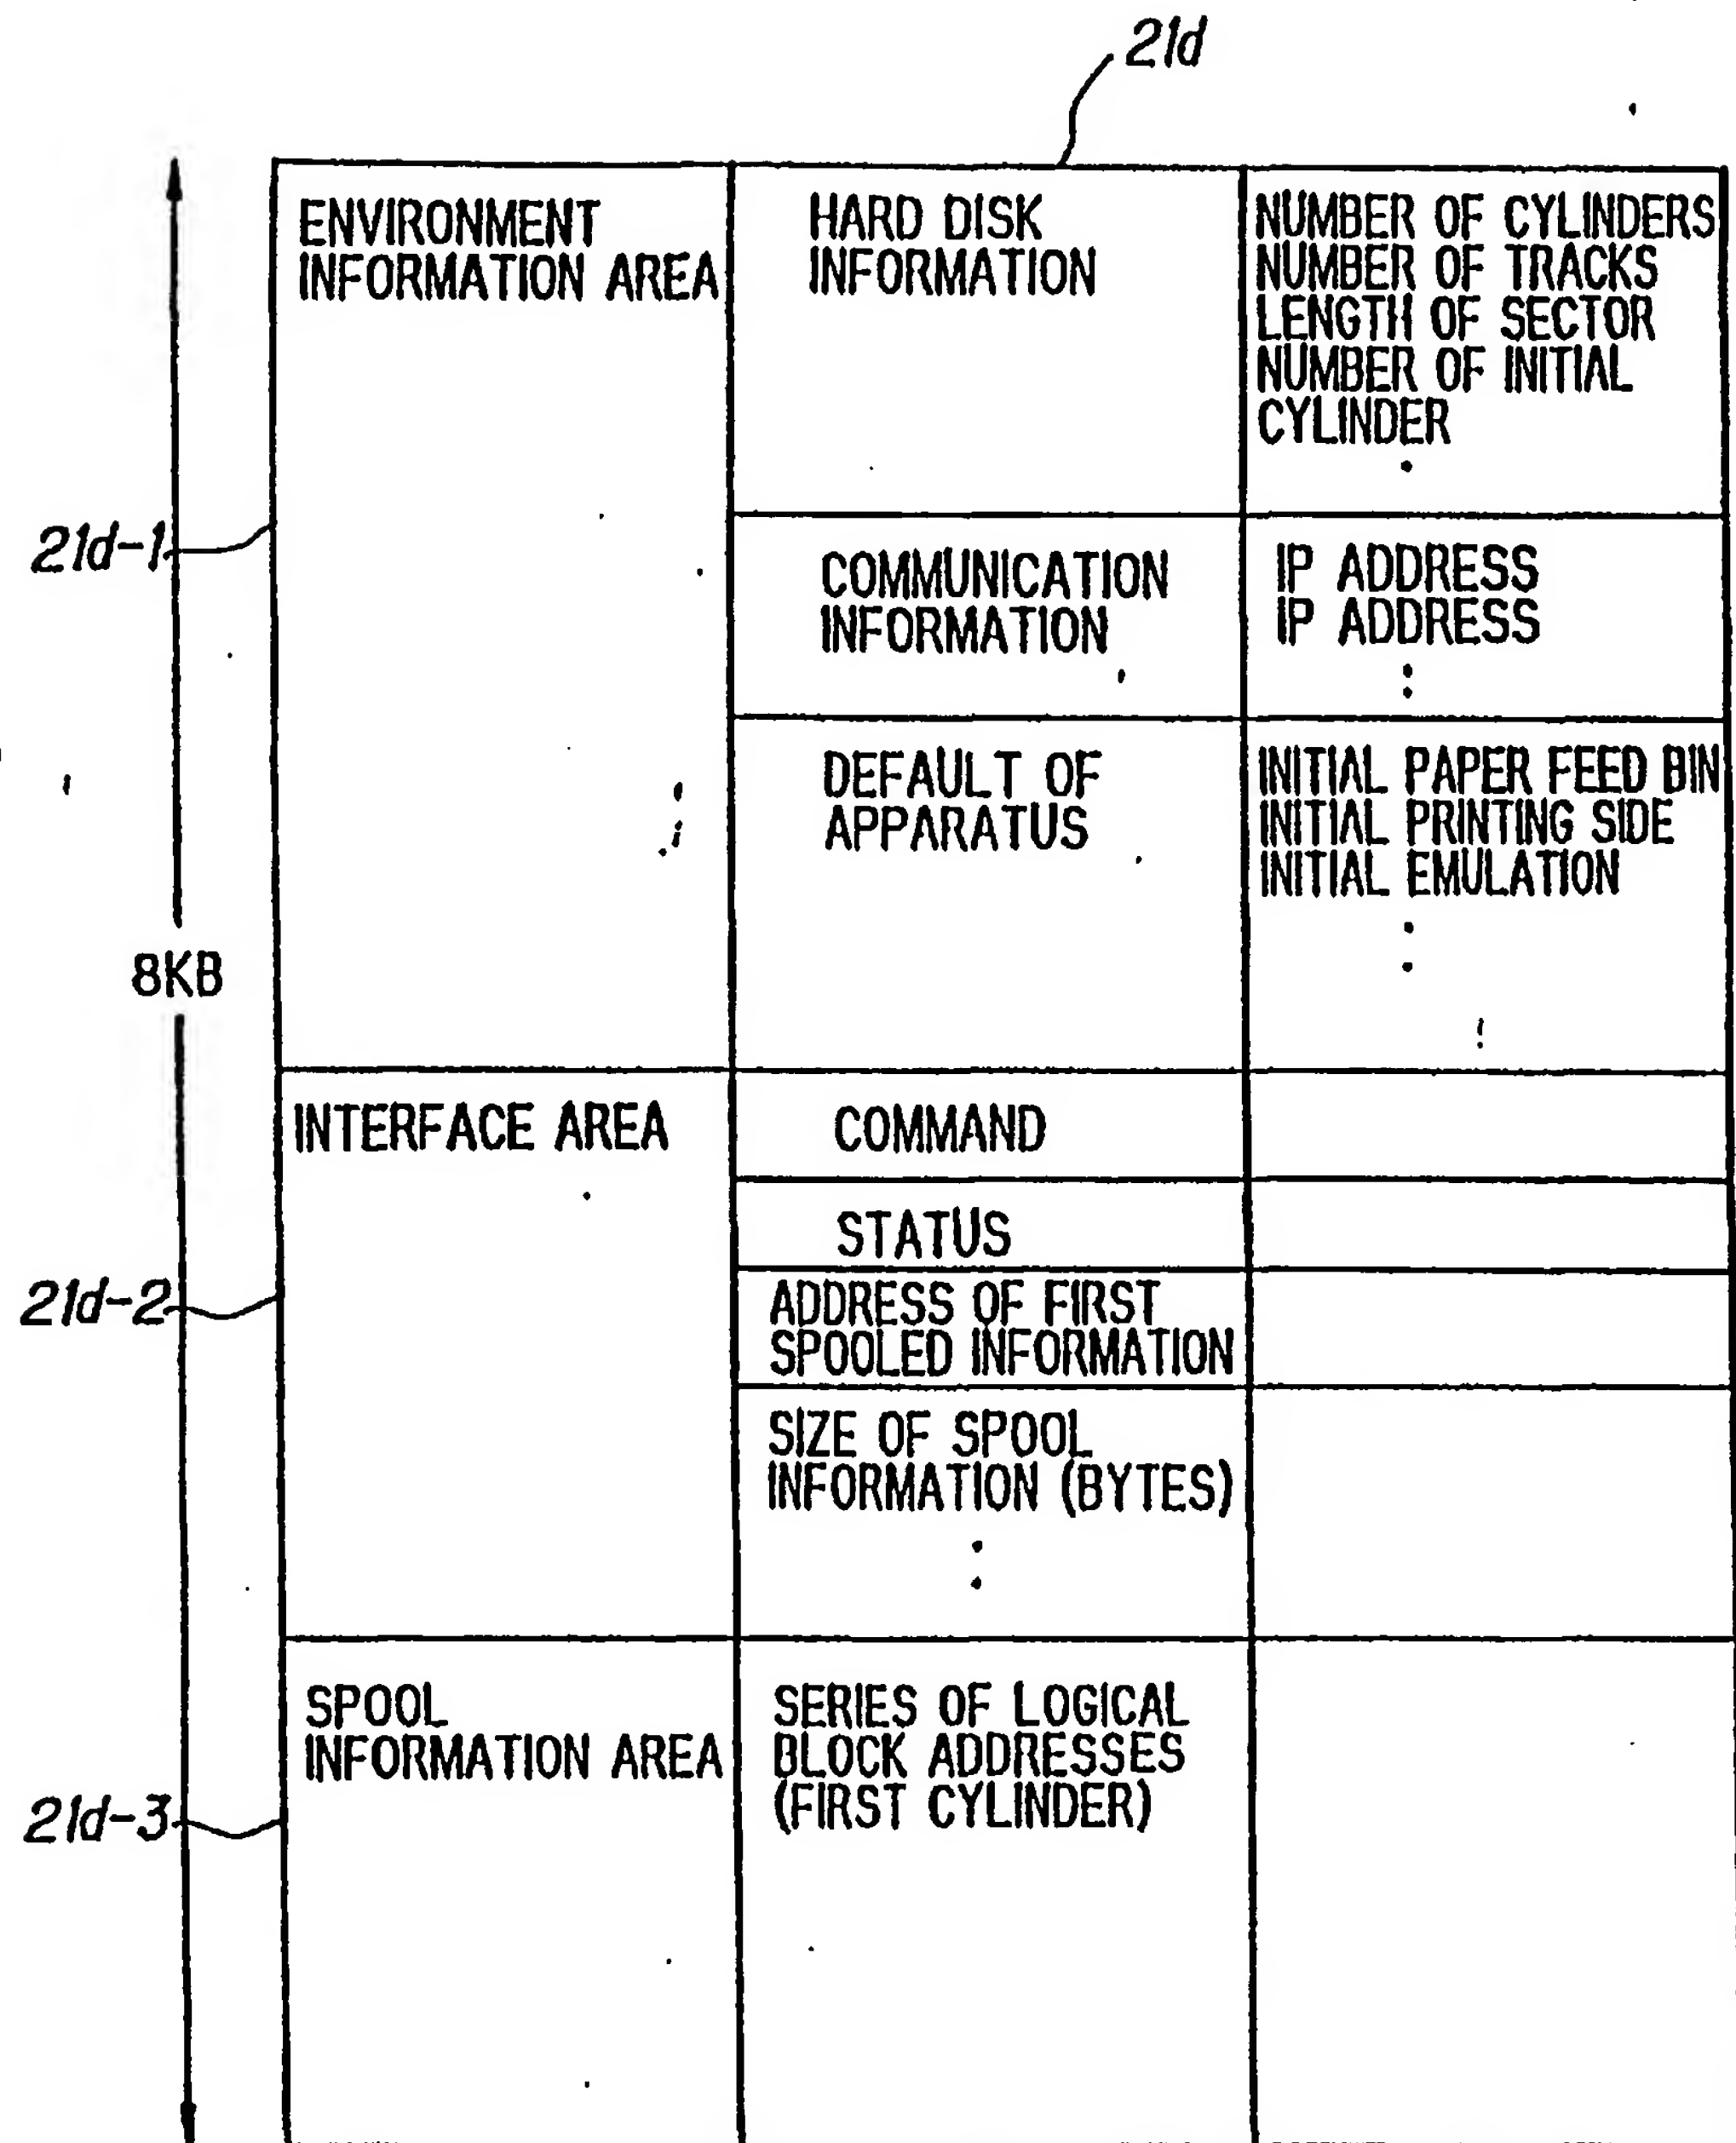 21d
ENVIRONMENT
INFORMATION AREA
HARD DISK
INFORMATION
NUMBER OF CYLINDERS
NUMBER OF TRACKS
LENGTH OF SECTOR
NUMBER OF INITIAL
CYLINDER
21d-1
COMMUNICATION
INFORMATION
IP ADDRESS
IP ADDRESS
DEFAULT OF
APPARATUS
INITIAL PAPER FEED BIN
INITIAL PRINTING SIDE
INITIAL EMULATION
8KB
INTERFACE AREA
COMMAND
STATUS
21d-2
ADDRESS OF FIRST
SPOOLED INFORMATION
SIZE OF SPOOL
INFORMATION (BYTES)
SPOOL
INFORMATION AREA
SERIES OF LOGICAL
BLOCK ADDRESSES
(FIRST CYLINDER)
21d-3